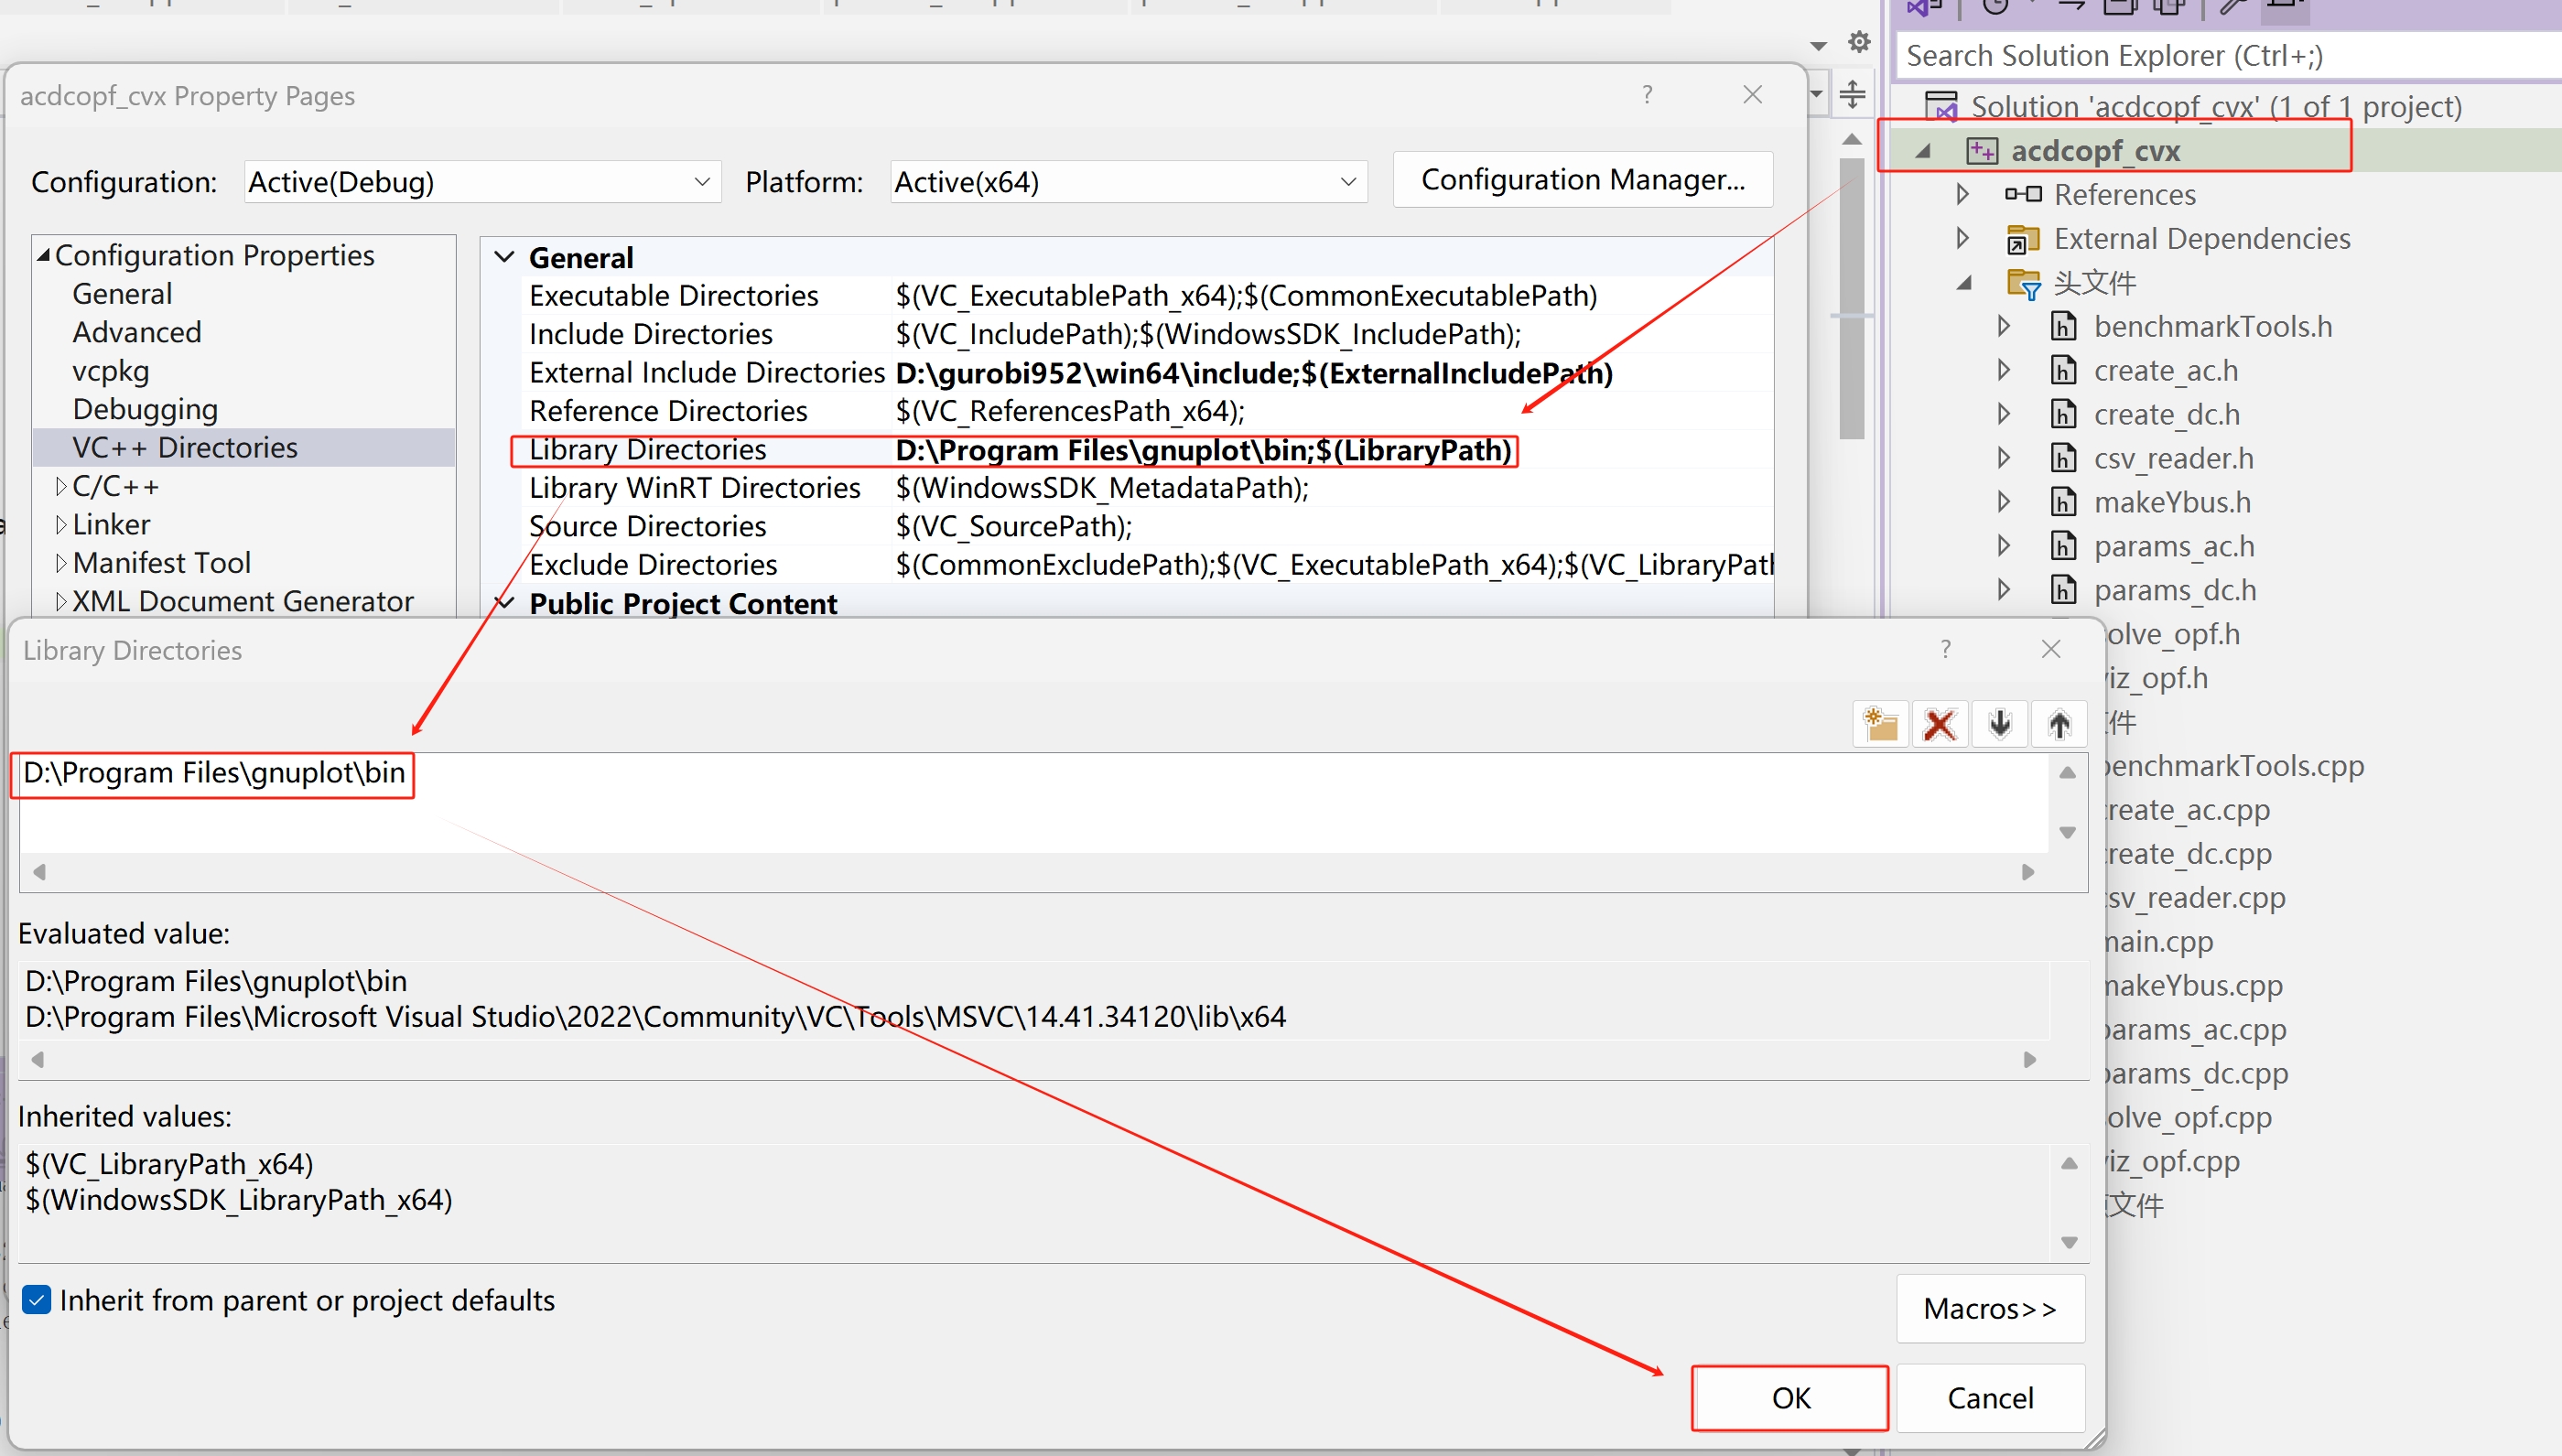 acdcopf_cvx Property Pages
?
Configuration:
Active(Debug)
Platform:
Active(x64)
Configuration Manager...
Configuration Properties
General
Advanced
vcpkg
Debugging
VC++ Directories
C/C++
Linker
Manifest Tool
XML Document Generator
General
Executable Directories $(VC_ExecutablePath_x64);$(CommonExecutablePath)
Include Directories $(VC_IncludePath);$(WindowsSDK_IncludePath);
External Include Directories D:\gurobi952\win64\include;$(ExternalIncludePath)
Reference Directories $(VC_ReferencesPath_x64);
Library Directories D:\Program Files\gnuplot\bin;$(LibraryPath)
Library WinRT Directories $(WindowsSDK_MetadataPath);
Source Directories $(VC_SourcePath);
Exclude Directories $(CommonExcludePath);$(VC_ExecutablePath_x64);$(VC_LibraryPath
Public Project Content
Library Directories
?
D:\Program Files\gnuplot\bin
Evaluated value:
D:\Program Files\gnuplot\bin
D:\Program Files\Microsoft Visual Studio\2022\Community\VC\Tools\MSVC\14.41.34120\lib\x64
Inherited values:
$(VC_LibraryPath_x64)
$(WindowsSDK_LibraryPath_x64)
Inherit from parent or project defaults
Macros>>
OK
Cancel
Search Solution Explorer (Ctrl+;)
Solution 'acdcopf_cvx' (1 of 1 project)
acdcopf_cvx
References
External Dependencies
头文件
benchmarkTools.h
create_ac.h
create_dc.h
csv_reader.h
makeYbus.h
params_ac.h
params_dc.h
olve_opf.h
iz_opf.h
件
benchmarkTools.cpp
reate_ac.cpp
reate_dc.cpp
sv_reader.cpp
main.cpp
makeYbus.cpp
params_ac.cpp
params_dc.cpp
olve_opf.cpp
iz_opf.cpp
文件